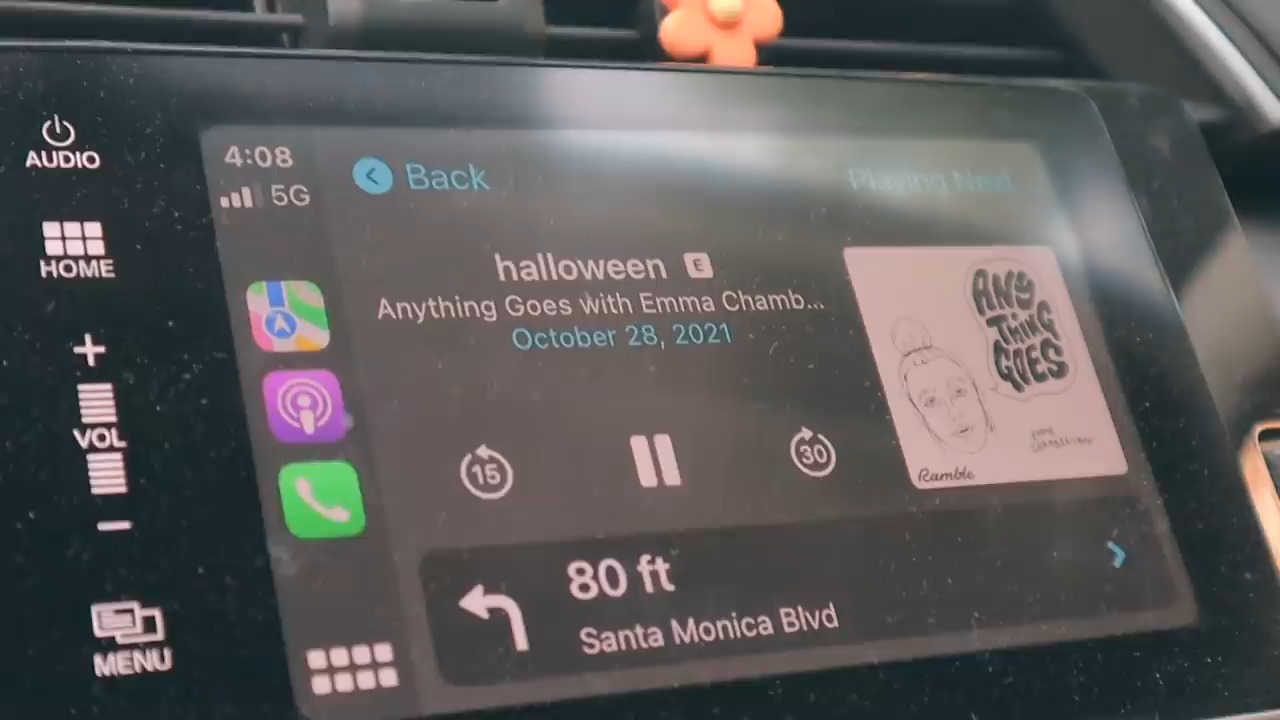 AUDIO
HOME
VOL
MENU
4:08
5G
Back
Playing Next
halloween E
Anything Goes with Emma Chamb...
October 28, 2021
15
30
ANY
THING
GOES
Ramble
80 ft
Santa Monica Blvd